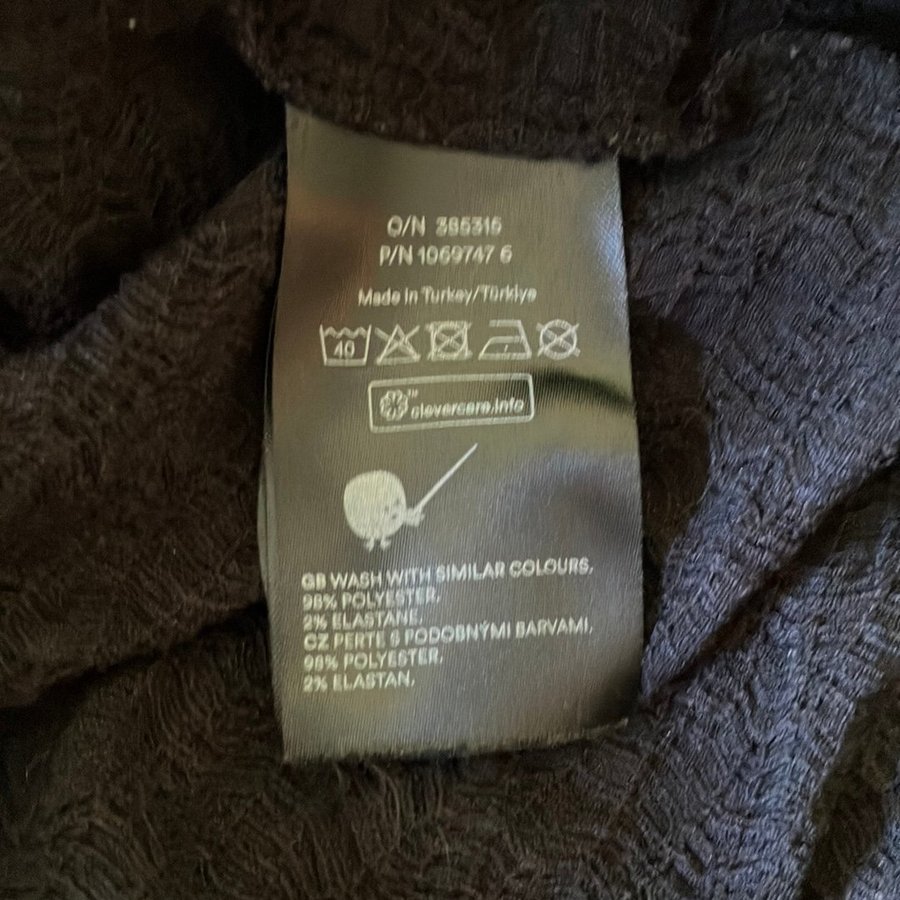 O/N 385315
P/N 1069747 6
Made in Turkey/Türkiye
40
clevercare.info
GB WASH WITH SIMILAR COLOURS.
98% POLYESTER.
2% ELASTANE.
CZ PERTE S PODOBNÝMI BARVAMI.
98% POLYESTER.
2% ELASTAN.